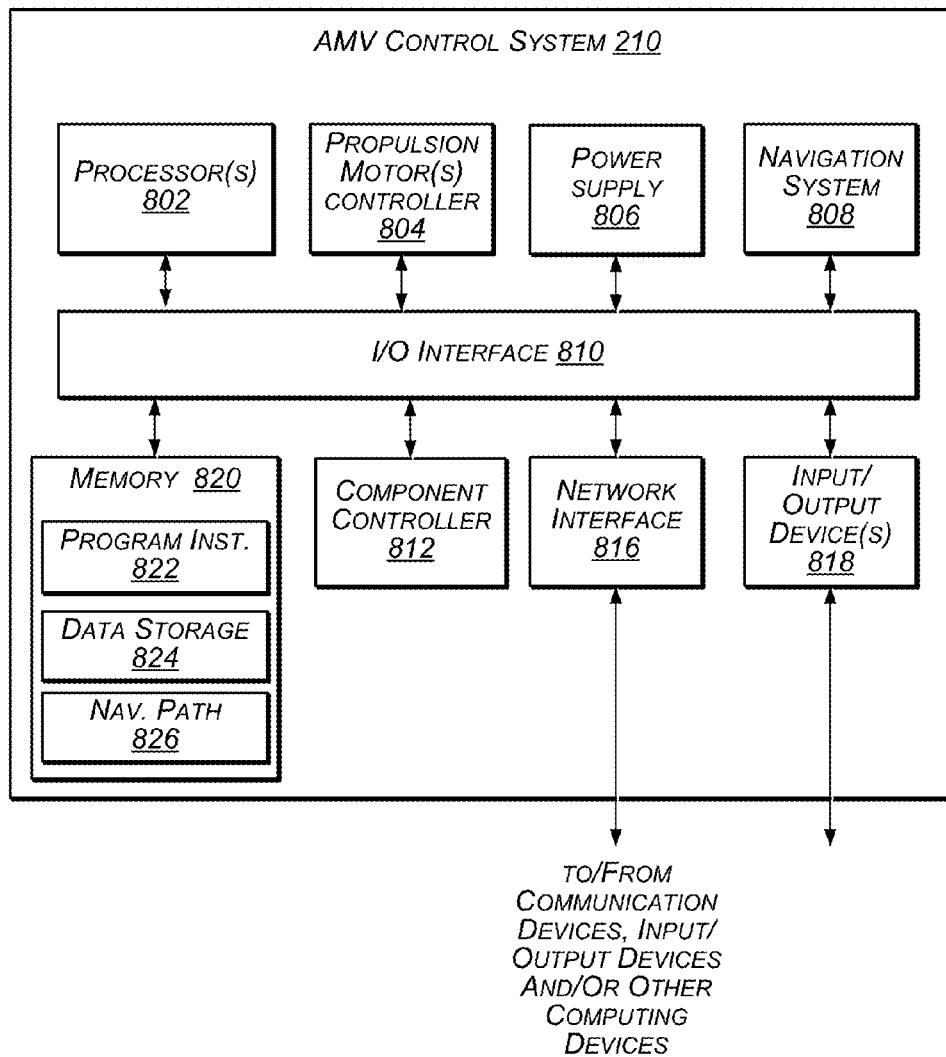 AMV CONTROL SYSTEM 210
PROCESSOR(S)
802
PROPULSION
MOTOR(S)
CONTROLLER
804
POWER
SUPPLY
806
NAVIGATION
SYSTEM
808
I/O INTERFACE 810
MEMORY 820
PROGRAM INST.
822
DATA STORAGE
824
NAV. PATH
826
COMPONENT
CONTROLLER
812
NETWORK
INTERFACE
816
INPUT/
OUTPUT
DEVICE(S)
818
TO/FROM
COMMUNICATION
DEVICES, INPUT/
OUTPUT DEVICES
AND/OR OTHER
COMPUTING
DEVICES